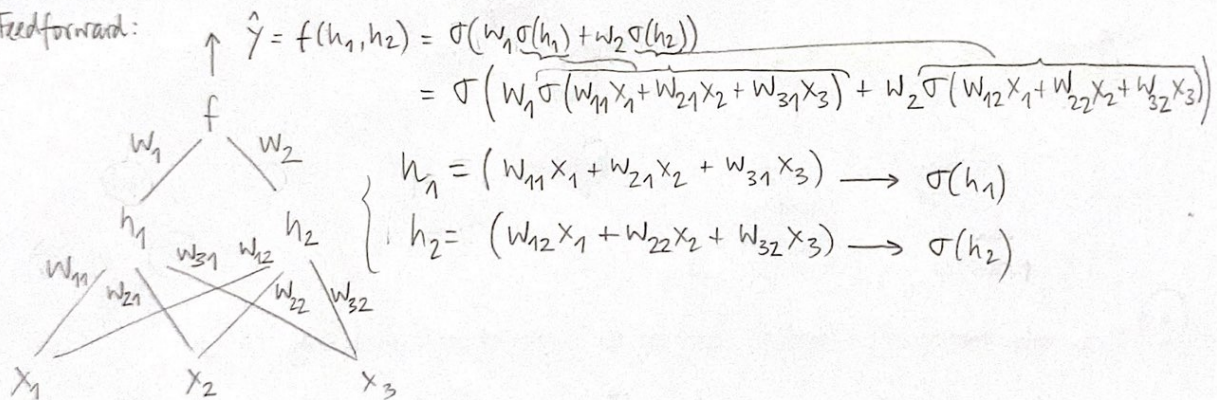 Feedforward:
↑ ŷ = f(h₁,h₂) = σ(W₁σ(h₁) + W₂σ(h₂))
= σ(W₁σ(W₁₁X₁+W₂₁X₂+W₃₁X₃) + W₂σ(W₁₂X₁+W₂₂X₂+W₃₂X₃))
f
W₁ W₂
h₁ = (W₁₁X₁ + W₂₁X₂ + W₃₁X₃) → σ(h₁)
h₁ h₂
h₂ = (W₁₂X₁ + W₂₂X₂ + W₃₂X₃) → σ(h₂)
W₁₁ W₂₁ W₃₁ W₁₂ W₂₂ W₃₂
X₁ X₂ X₃